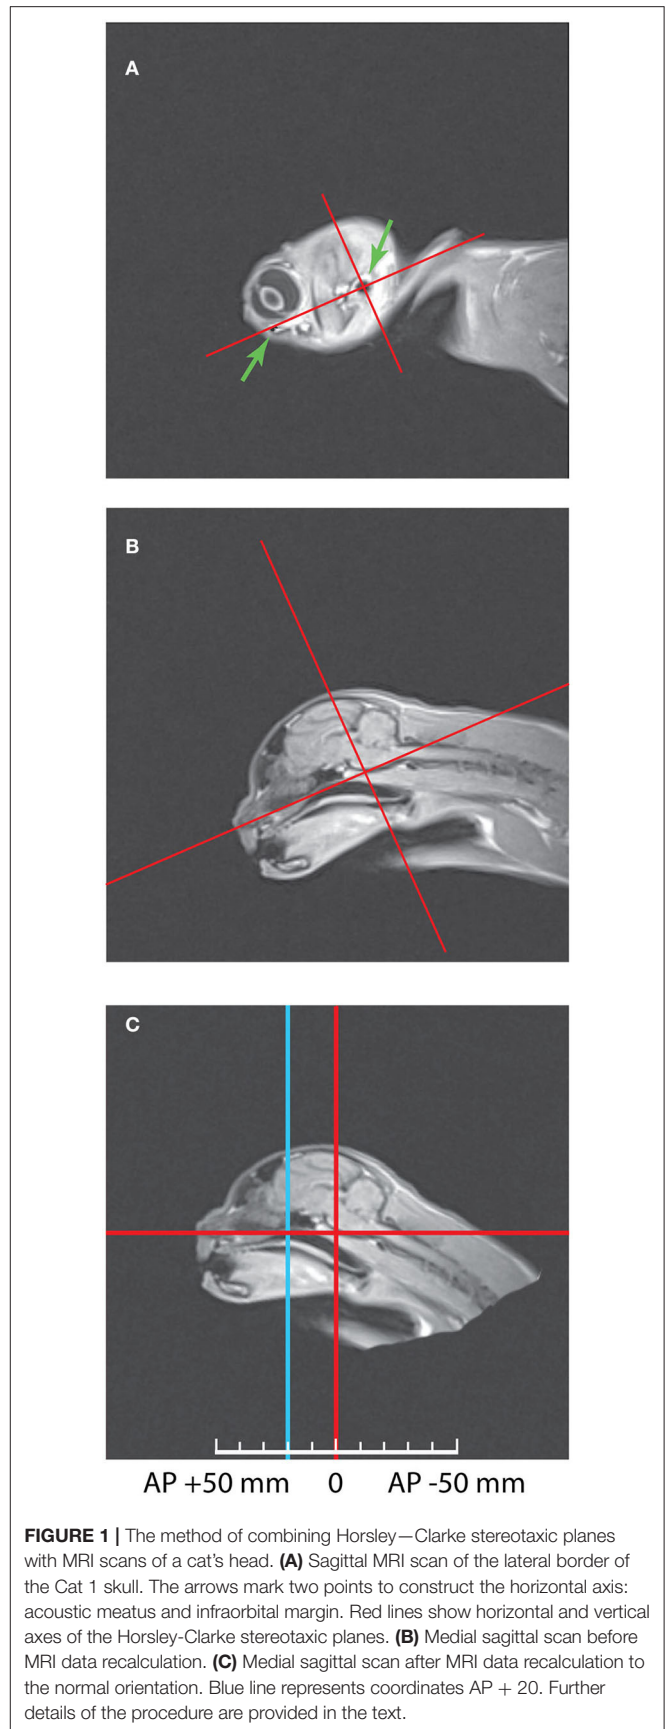 A
B
C
AP +50 mm 0 AP -50 mm
FIGURE 1 | The method of combining Horsley—Clarke stereotaxic planes
with MRI scans of a cat's head. (A) Sagittal MRI scan of the lateral border of
the Cat 1 skull. The arrows mark two points to construct the horizontal axis:
acoustic meatus and infraorbital margin. Red lines show horizontal and vertical
axes of the Horsley-Clarke stereotaxic planes. (B) Medial sagittal scan before
MRI data recalculation. (C) Medial sagittal scan after MRI data recalculation to
the normal orientation. Blue line represents coordinates AP + 20. Further
details of the procedure are provided in the text.